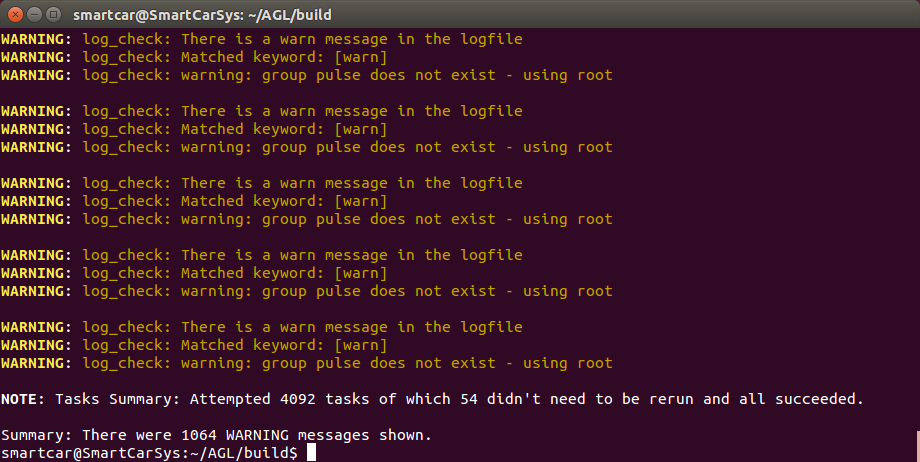 smartcar@SmartCarSys: ~/AGL/build
WARNING: log_check: There is a warn message in the logfile
WARNING: log_check: Matched keyword: [warn]
WARNING: log_check: warning: group pulse does not exist - using root
WARNING: log_check: There is a warn message in the logfile
WARNING: log_check: Matched keyword: [warn]
WARNING: log_check: warning: group pulse does not exist - using root
WARNING: log_check: There is a warn message in the logfile
WARNING: log_check: Matched keyword: [warn]
WARNING: log_check: warning: group pulse does not exist - using root
WARNING: log_check: There is a warn message in the logfile
WARNING: log_check: Matched keyword: [warn]
WARNING: log_check: warning: group pulse does not exist - using root
WARNING: log_check: There is a warn message in the logfile
WARNING: log_check: Matched keyword: [warn]
WARNING: log_check: warning: group pulse does not exist - using root
NOTE: Tasks Summary: Attempted 4092 tasks of which 54 didn't need to be rerun and all succeeded.
Summary: There were 1064 WARNING messages shown.
smartcar@SmartCarSys:~/AGL/build$